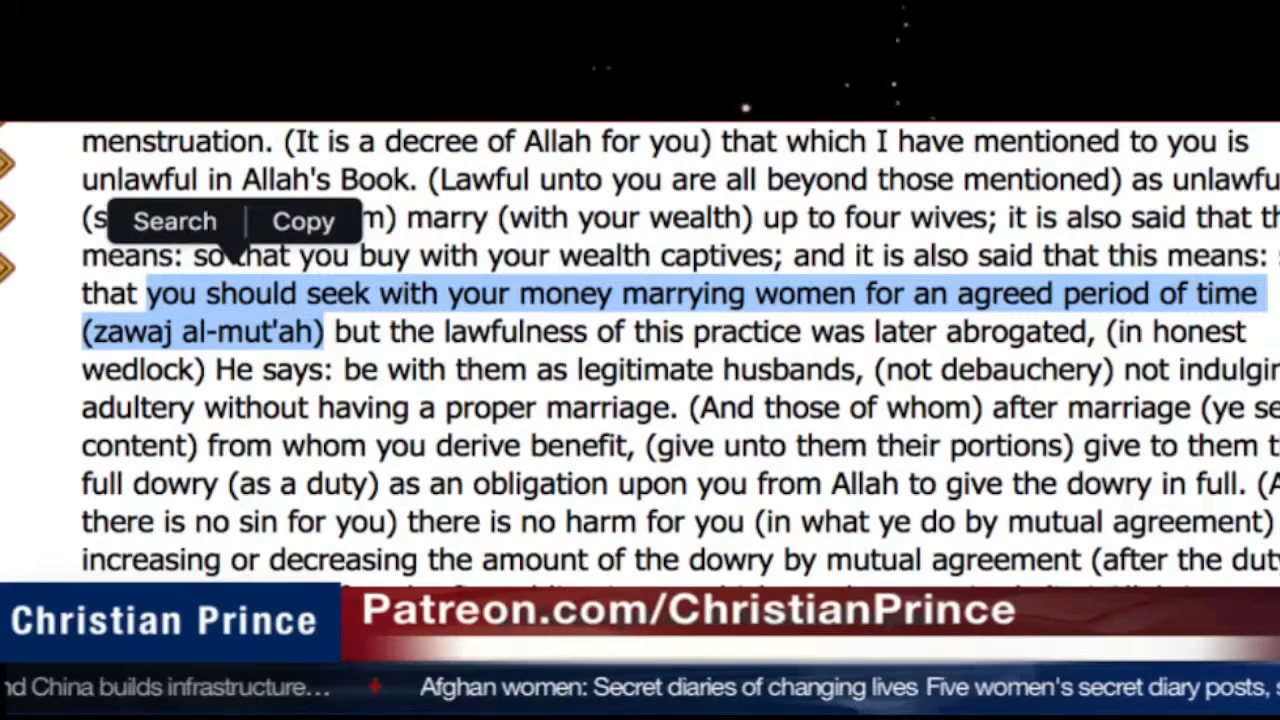 menstruation. (It is a decree of Allah for you) that which I have mentioned to you is
unlawful in Allah's Book. (Lawful unto you are all beyond those mentioned) as unlawfu
Search Copy
(s m) marry (with your wealth) up to four wives; it is also said that th
means: so that you buy with your wealth captives; and it is also said that this means: s
that you should seek with your money marrying women for an agreed period of time
(zawaj al-mut'ah) but the lawfulness of this practice was later abrogated, (in honest
wedlock) He says: be with them as legitimate husbands, (not debauchery) not indulgin
adultery without having a proper marriage. (And those of whom) after marriage (ye se
content) from whom you derive benefit, (give unto them their portions) give to them t
full dowry (as a duty) as an obligation upon you from Allah to give the dowry in full. (A
there is no sin for you) there is no harm for you (in what ye do by mutual agreement)
increasing or decreasing the amount of the dowry by mutual agreement (after the duty
Christian Prince
Patreon.com/ChristianPrince
nd China builds infrastructure... Afghan women: Secret diaries of changing lives Five women's secret diary posts, s